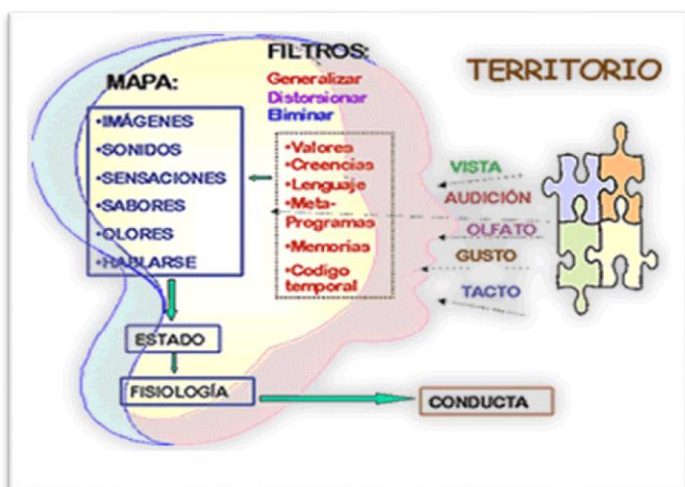 FILTROS:
Generalizar
Distorsionar
Eliminar
MAPA:
•IMÁGENES
•SONIDOS
•SENSACIONES
•SABORES
•OLORES
•HABLARSE
•Valores
•Creencias
•Lenguaje
•Meta-
Programas
•Memorias
•Codigo
temporal
TERRITORIO
VISTA
AUDICIÓN
OLFATO
GUSTO
TACTO
ESTADO
FISIOLOGÍA
CONDUCTA